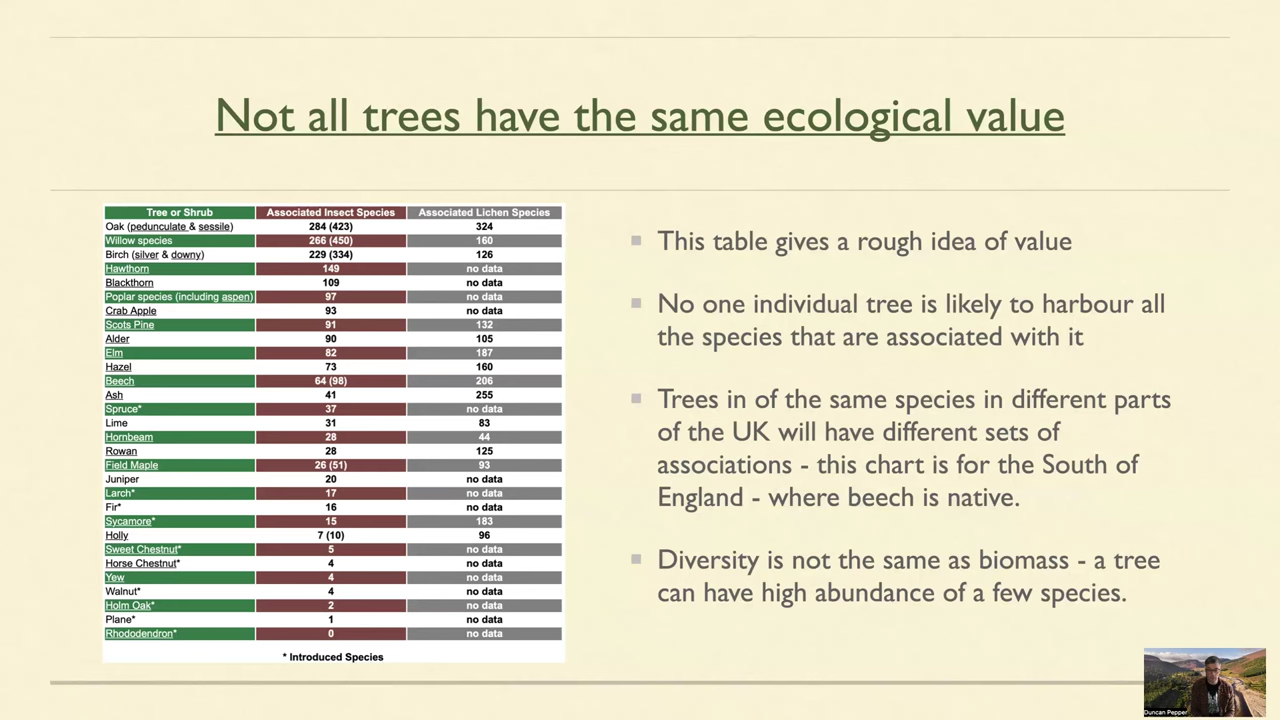 Not all trees have the same ecological value
Tree or Shrub Associated Insect Species Associated Lichen Species
Oak (pedunculate & sessile) 284 (423) 324
Willow species 266 (450) 160
Birch (silver & downy) 229 (334) 126
Hawthorn 149 no data
Blackthorn 109 no data
Poplar species (including aspen) 97 no data
Crab Apple 93 no data
Scots Pine 91 132
Alder 90 105
Elm 82 187
Hazel 73 160
Beech 64 (98) 206
Ash 41 255
Spruce* 37 no data
Lime 31 83
Hornbeam 28 44
Rowan 28 125
Field Maple 26 (51) 93
Juniper 20 no data
Larch* 17 no data
Fir* 16 no data
Sycamore* 15 183
Holly 7 (10) 96
Sweet Chestnut* 5 no data
Horse Chestnut* 4 no data
Yew 4 no data
Walnut* 4 no data
Holm Oak* 2 no data
Plane* 1 no data
Rhododendron* 0 no data
* Introduced Species
This table gives a rough idea of value
No one individual tree is likely to harbour all
the species that are associated with it
Trees in of the same species in different parts
of the UK will have different sets of
associations - this chart is for the South of
England - where beech is native.
Diversity is not the same as biomass - a tree
can have high abundance of a few species.
Duncan Pepper